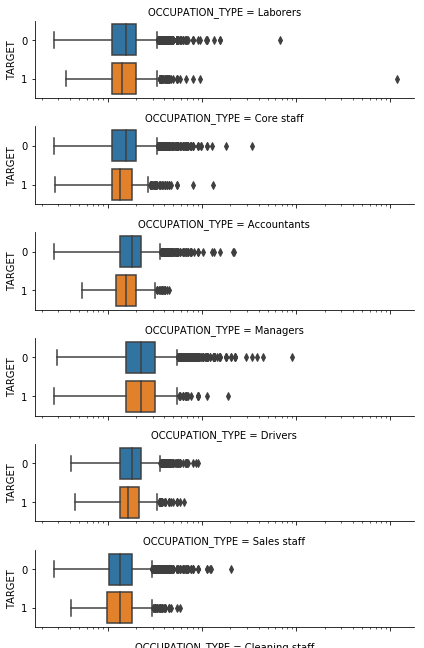 OCCUPATION_TYPE = Laborers
TARGET
0
1
OCCUPATION_TYPE = Core staff
TARGET
0
1
OCCUPATION_TYPE = Accountants
TARGET
0
1
OCCUPATION_TYPE = Managers
TARGET
0
1
OCCUPATION_TYPE = Drivers
TARGET
0
1
OCCUPATION_TYPE = Sales staff
TARGET
0
1
OCCUPATION_TYPE = Cleaning staff